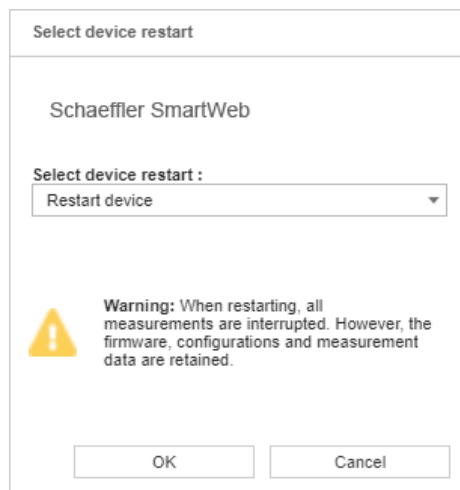 Select device restart
Schaeffler SmartWeb
Select device restart :
Restart device
Warning: When restarting, all
measurements are interrupted. However, the
firmware, configurations and measurement
data are retained.
OK
Cancel